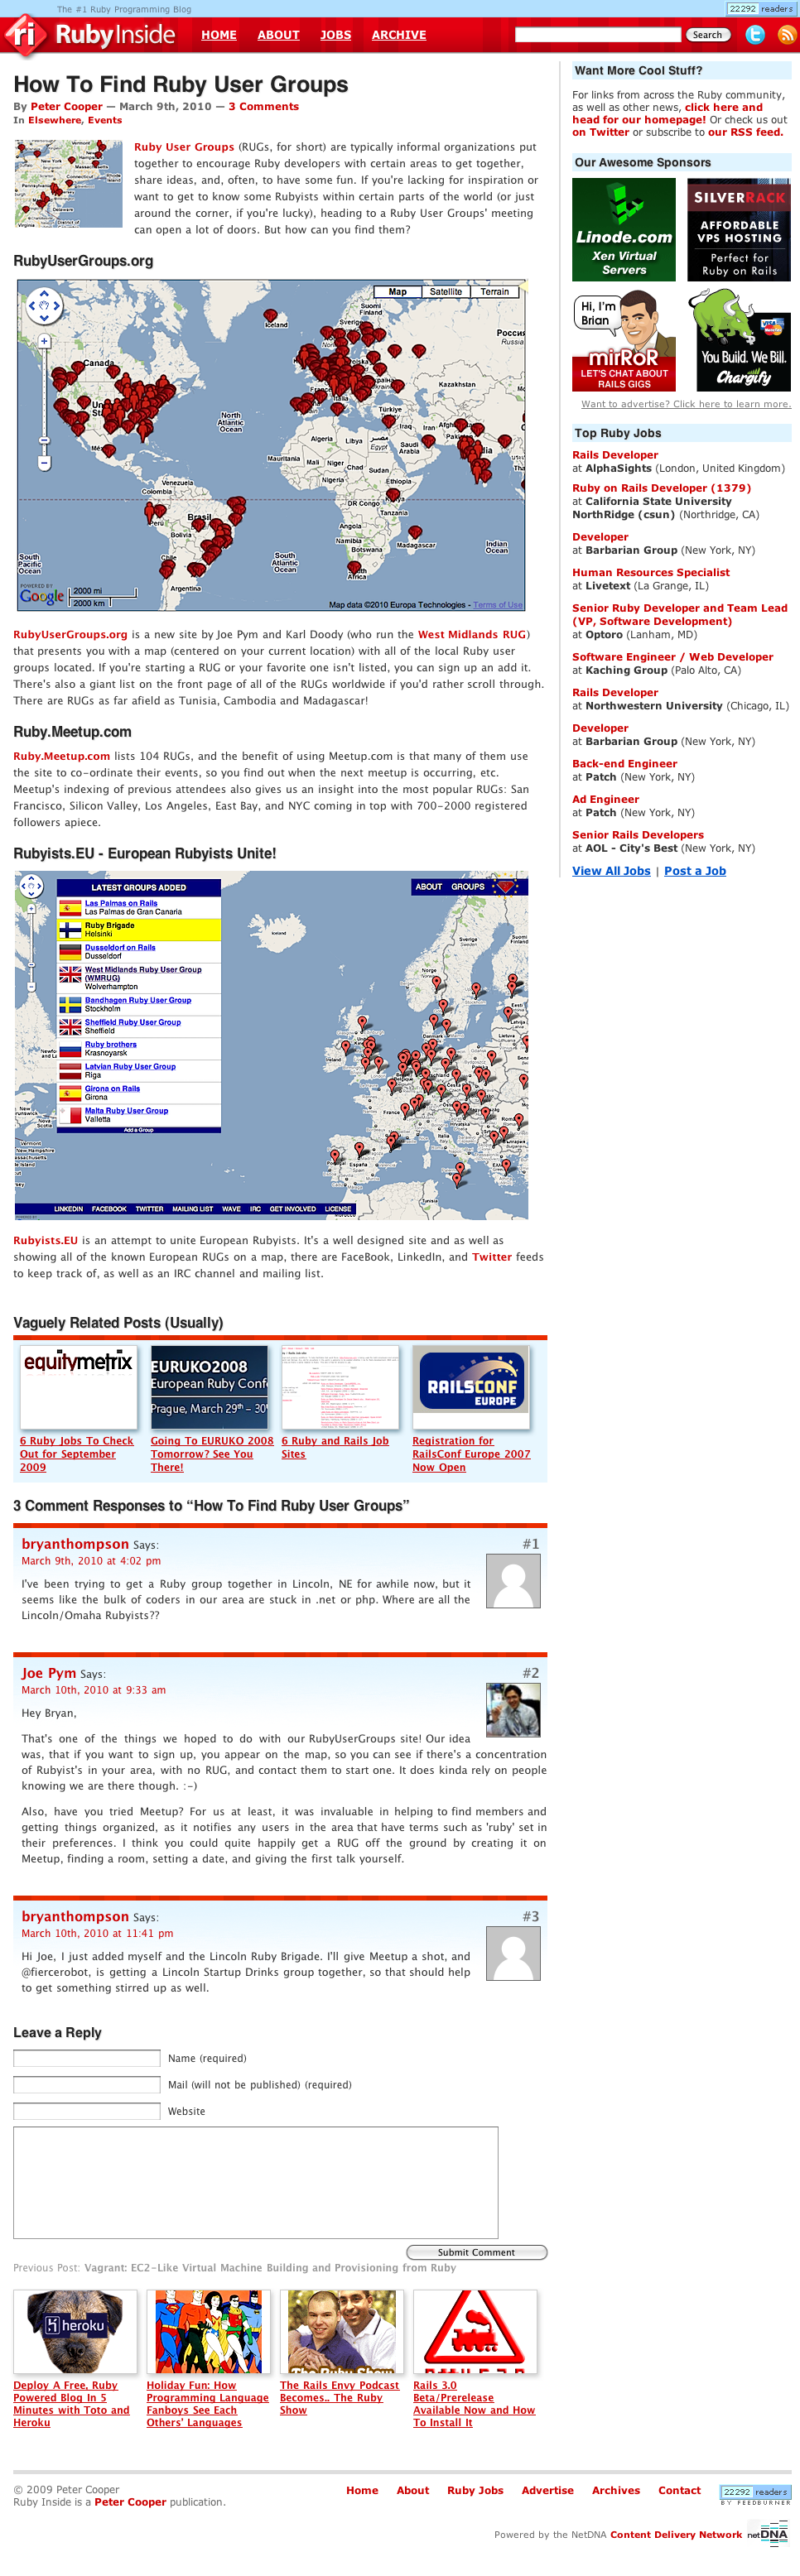 The #1 Ruby Programming Blog
22292 readers
ri RubyInside
HOME ABOUT JOBS ARCHIVE
Search
How To Find Ruby User Groups
By Peter Cooper — March 9th, 2010 — 3 Comments
In Elsewhere, Events
Ruby User Groups (RUGs, for short) are typically informal organizations put
together to encourage Ruby developers with certain areas to get together,
share ideas, and, often, to have some fun. If you're lacking for inspiration or
want to get to know some Rubyists within certain parts of the world (or just
around the corner, if you're lucky), heading to a Ruby User Groups' meeting
can open a lot of doors. But how can you find them?
RubyUserGroups.org
Map Satellite Terrain
Iceland
Canada
North Atlantic Ocean
South Atlantic Ocean
Indian Ocean
South Pacific Ocean
Kazakhstan
Türkiye
Algeria
Libya
Saudi Arabia
Mauritania
Mali
Niger
Chad
Sudan
Ethiopia
Nigeria
Kenya
DR Congo
Tanzania
Angola
Namibia
Botswana
Madagascar
Venezuela
Colombia
Brazil
Bolivia
Argentina
POWERED BY Google
2000 mi
2000 km
Map data ©2010 Europa Technologies - Terms of Use
RubyUserGroups.org is a new site by Joe Pym and Karl Doody (who run the West Midlands RUG)
that presents you with a map (centered on your current location) with all of the local Ruby user
groups located. If you're starting a RUG or your favorite one isn't listed, you can sign up an add it.
There's also a giant list on the front page of all of the RUGs worldwide if you'd rather scroll through.
There are RUGs as far afield as Tunisia, Cambodia and Madagascar!
Ruby.Meetup.com
Ruby.Meetup.com lists 104 RUGs, and the benefit of using Meetup.com is that many of them use
the site to co-ordinate their events, so you find out when the next meetup is occurring, etc.
Meetup's indexing of previous attendees also gives us an insight into the most popular RUGs: San
Francisco, Silicon Valley, Los Angeles, East Bay, and NYC coming in top with 700-2000 registered
followers apiece.
Rubyists.EU - European Rubyists Unite!
LATEST GROUPS ADDED
Las Palmas on Rails
Las Palmas de Gran Canaria
Ruby Brigade
Helsinki
Dusseldorf on Rails
Dusseldorf
West Midlands Ruby User Group
(WMRUG)
Wolverhampton
Bandhagen Ruby User Group
Stockholm
Sheffield Ruby User Group
Sheffield
Ruby brothers
Krasnoyarsk
Latvian Ruby User Group
Riga
Girona on Rails
Girona
Malta Ruby User Group
Valletta
Add a Group
ABOUT GROUPS
LINKEDIN FACEBOOK TWITTER MAILING LIST WAVE IRC GET INVOLVED LICENSE
Rubyists.EU is an attempt to unite European Rubyists. It's a well designed site and as well as
showing all of the known European RUGs on a map, there are FaceBook, LinkedIn, and Twitter feeds
to keep track of, as well as an IRC channel and mailing list.
Vaguely Related Posts (Usually)
equitymetrix
EURUKO2008
European Ruby Confe
Prague, March 29th - 30
RAILSCONF EUROPE
6 Ruby Jobs To Check
Out for September
2009
Going To EURUKO 2008
Tomorrow? See You
There!
6 Ruby and Rails Job
Sites
Registration for
RailsConf Europe 2007
Now Open
3 Comment Responses to “How To Find Ruby User Groups”
bryanthompson Says: #1
March 9th, 2010 at 4:02 pm
I've been trying to get a Ruby group together in Lincoln, NE for awhile now, but it
seems like the bulk of coders in our area are stuck in .net or php. Where are all the
Lincoln/Omaha Rubyists??
Joe Pym Says: #2
March 10th, 2010 at 9:33 am
Hey Bryan,
That's one of the things we hoped to do with our RubyUserGroups site! Our idea
was, that if you want to sign up, you appear on the map, so you can see if there's a concentration
of Rubyist's in your area, with no RUG, and contact them to start one. It does kinda rely on people
knowing we are there though. :-)
Also, have you tried Meetup? For us at least, it was invaluable in helping to find members and
getting things organized, as it notifies any users in the area that have terms such as 'ruby' set in
their preferences. I think you could quite happily get a RUG off the ground by creating it on
Meetup, finding a room, setting a date, and giving the first talk yourself.
bryanthompson Says: #3
March 10th, 2010 at 11:41 pm
Hi Joe, I just added myself and the Lincoln Ruby Brigade. I'll give Meetup a shot, and
@fiercerobot, is getting a Lincoln Startup Drinks group together, so that should help
to get something stirred up as well.
Leave a Reply
Name (required)
Mail (will not be published) (required)
Website
Submit Comment
Previous Post: Vagrant: EC2-Like Virtual Machine Building and Provisioning from Ruby
heroku
The Ruby Show
Deploy A Free, Ruby
Powered Blog In 5
Minutes with Toto and
Heroku
Holiday Fun: How
Programming Language
Fanboys See Each
Others' Languages
The Rails Envy Podcast
Becomes.. The Ruby
Show
Rails 3.0
Beta/Prerelease
Available Now and How
To Install It
Want More Cool Stuff?
For links from across the Ruby community,
as well as other news, click here and
head for our homepage! Or check us out
on Twitter or subscribe to our RSS feed.
Our Awesome Sponsors
Linode.com
Xen Virtual
Servers
SILVERRACK
AFFORDABLE
VPS HOSTING
Perfect for
Ruby on Rails
Hi, I'm
Brian
mirRoR
LET'S CHAT ABOUT
RAILS GIGS
VISA
You Build. We Bill.
Chargify
Want to advertise? Click here to learn more.
Top Ruby Jobs
Rails Developer
at AlphaSights (London, United Kingdom)
Ruby on Rails Developer (1379)
at California State University
NorthRidge (csun) (Northridge, CA)
Developer
at Barbarian Group (New York, NY)
Human Resources Specialist
at Livetext (La Grange, IL)
Senior Ruby Developer and Team Lead
(VP, Software Development)
at Optoro (Lanham, MD)
Software Engineer / Web Developer
at Kaching Group (Palo Alto, CA)
Rails Developer
at Northwestern University (Chicago, IL)
Developer
at Barbarian Group (New York, NY)
Back-end Engineer
at Patch (New York, NY)
Ad Engineer
at Patch (New York, NY)
Senior Rails Developers
at AOL - City's Best (New York, NY)
View All Jobs | Post a Job
© 2009 Peter Cooper
Ruby Inside is a Peter Cooper publication.
Home About Ruby Jobs Advertise Archives Contact
22292 readers
BY FEEDBURNER
Powered by the NetDNA Content Delivery Network
netDNA